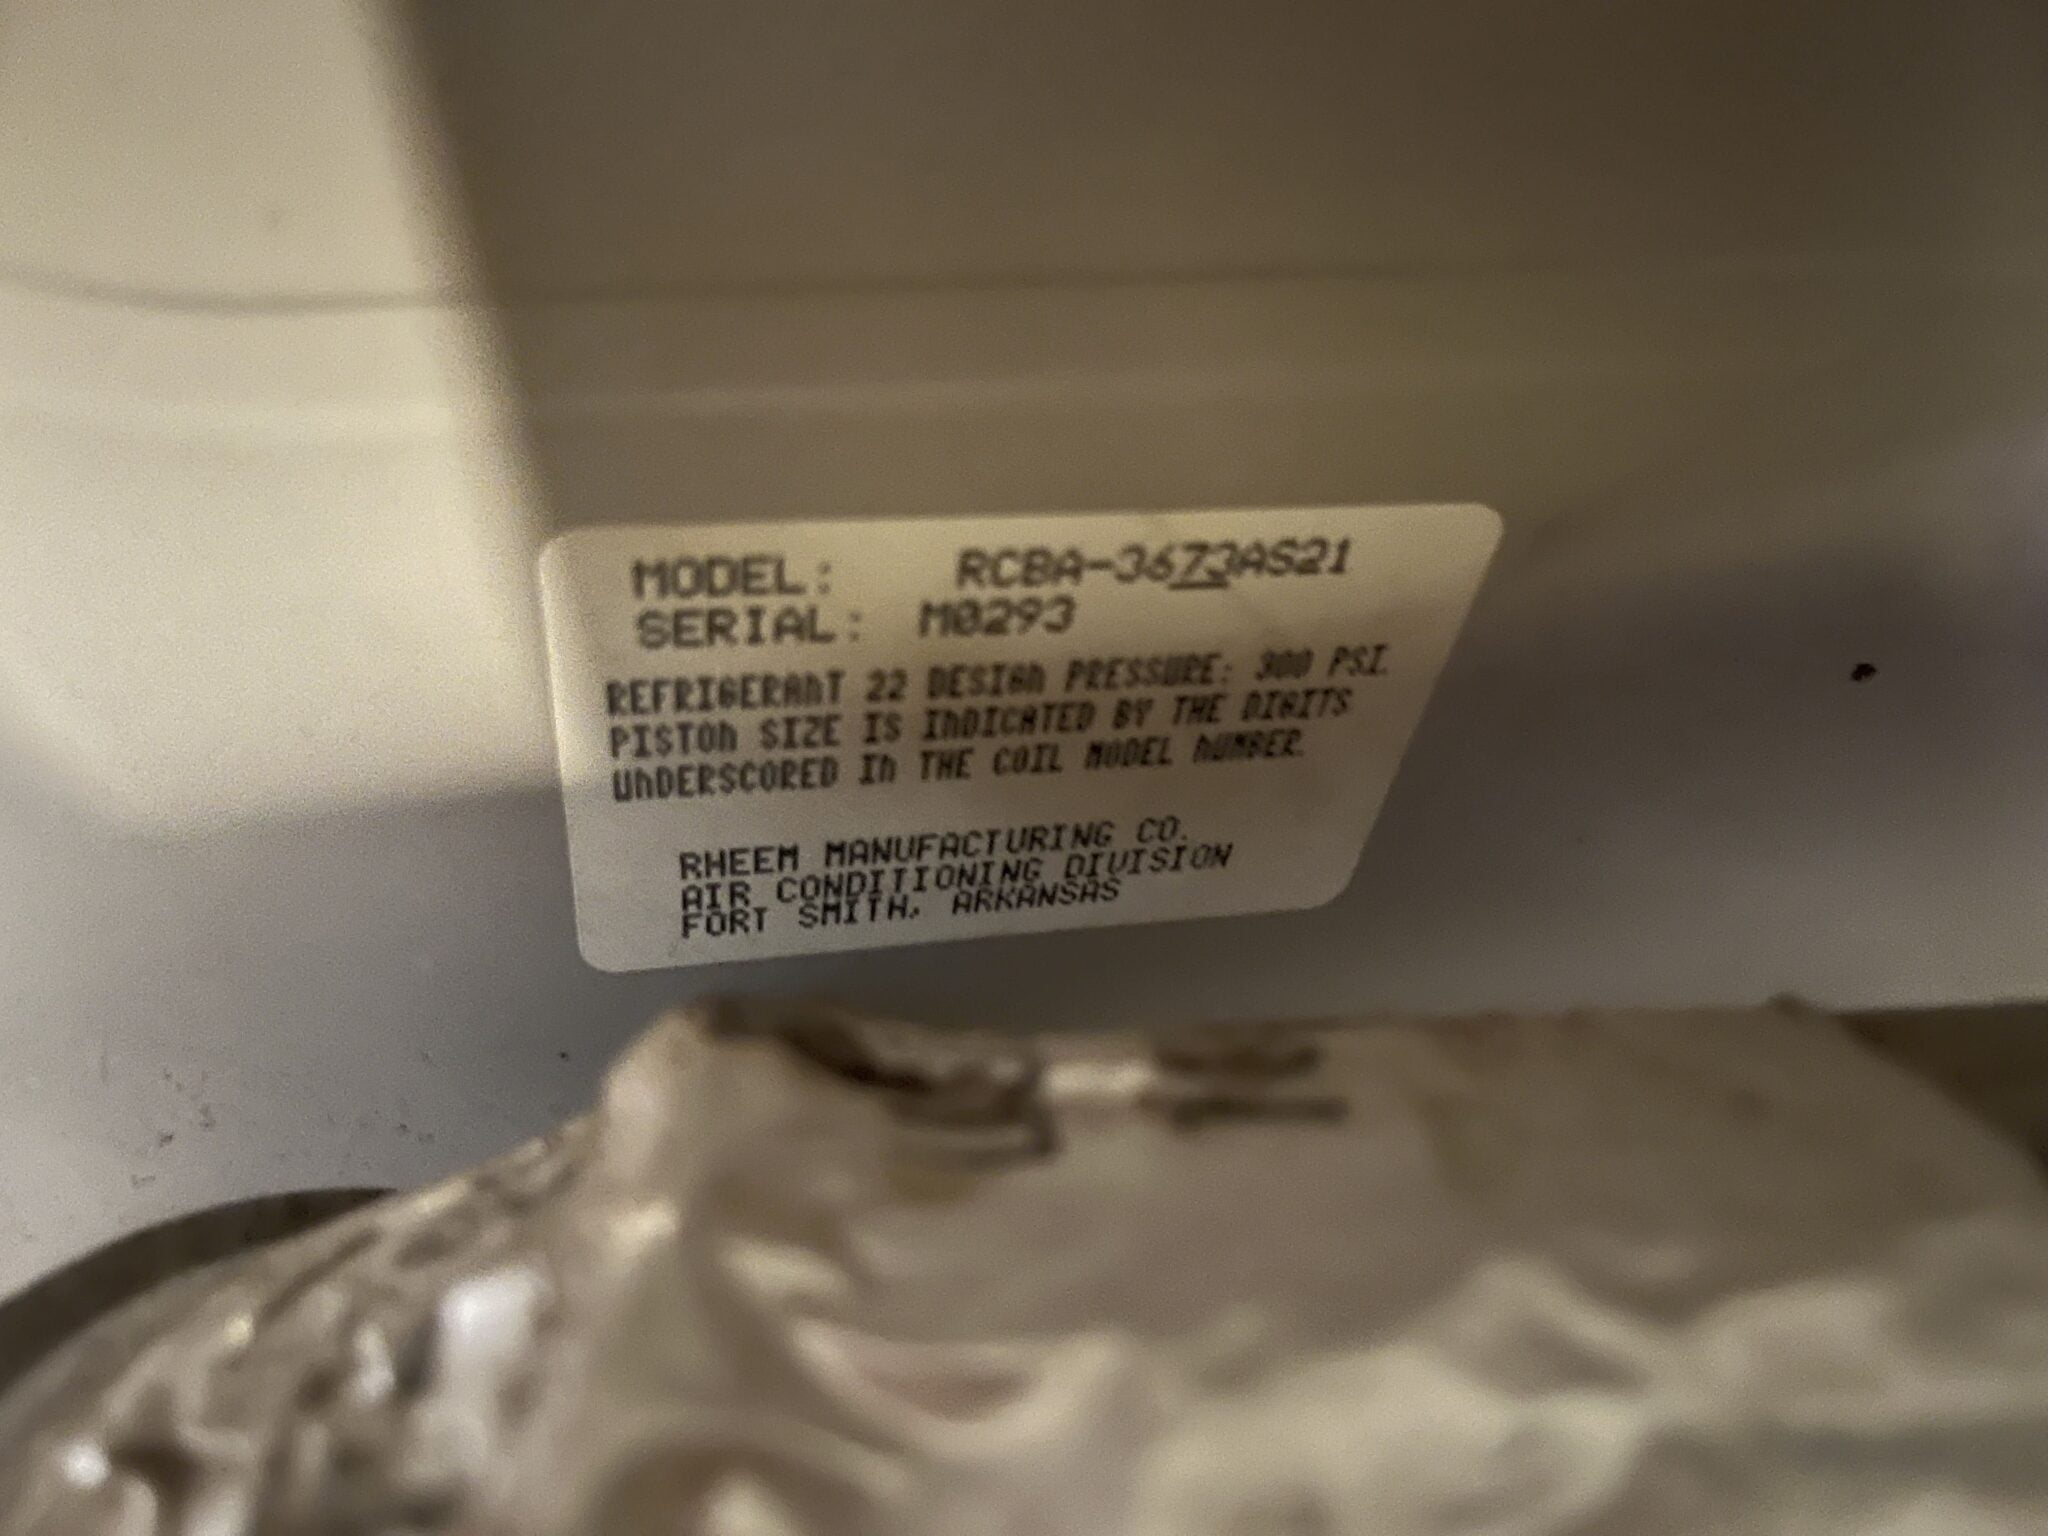 MODEL: RCBA-3673AS21
SERIAL: M0293
REFRIGERANT 22 DESIGN PRESSURE: 300 PSI.
PISTON SIZE IS INDICATED BY THE DIGITS
UNDERSCORED IN THE COIL MODEL NUMBER.
RHEEM MANUFACTURING CO.
AIR CONDITIONING DIVISION
FORT SMITH, ARKANSAS